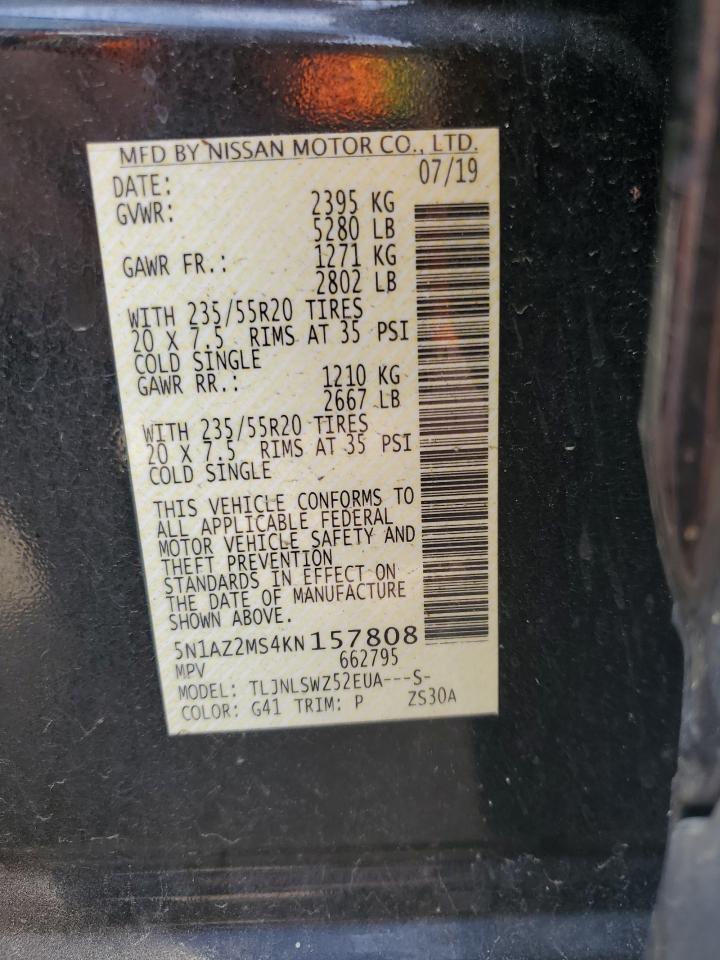 MFD BY NISSAN MOTOR CO., LTD.
DATE: 07/19
GVWR: 2395 KG
5280 LB
GAWR FR.: 1271 KG
2802 LB
WITH 235/55R20 TIRES
20 X 7.5 RIMS AT 35 PSI
COLD SINGLE
GAWR RR.: 1210 KG
2667 LB
WITH 235/55R20 TIRES
20 X 7.5 RIMS AT 35 PSI
COLD SINGLE
THIS VEHICLE CONFORMS TO
ALL APPLICABLE FEDERAL
MOTOR VEHICLE SAFETY AND
THEFT PREVENTION
STANDARDS IN EFFECT ON
THE DATE OF MANUFACTURE
SHOWN ABOVE.
5N1AZ2MS4KN157808
MPV 662795
MODEL: TLJNLSWZ52EUA---S-
COLOR: G41 TRIM: P ZS30A